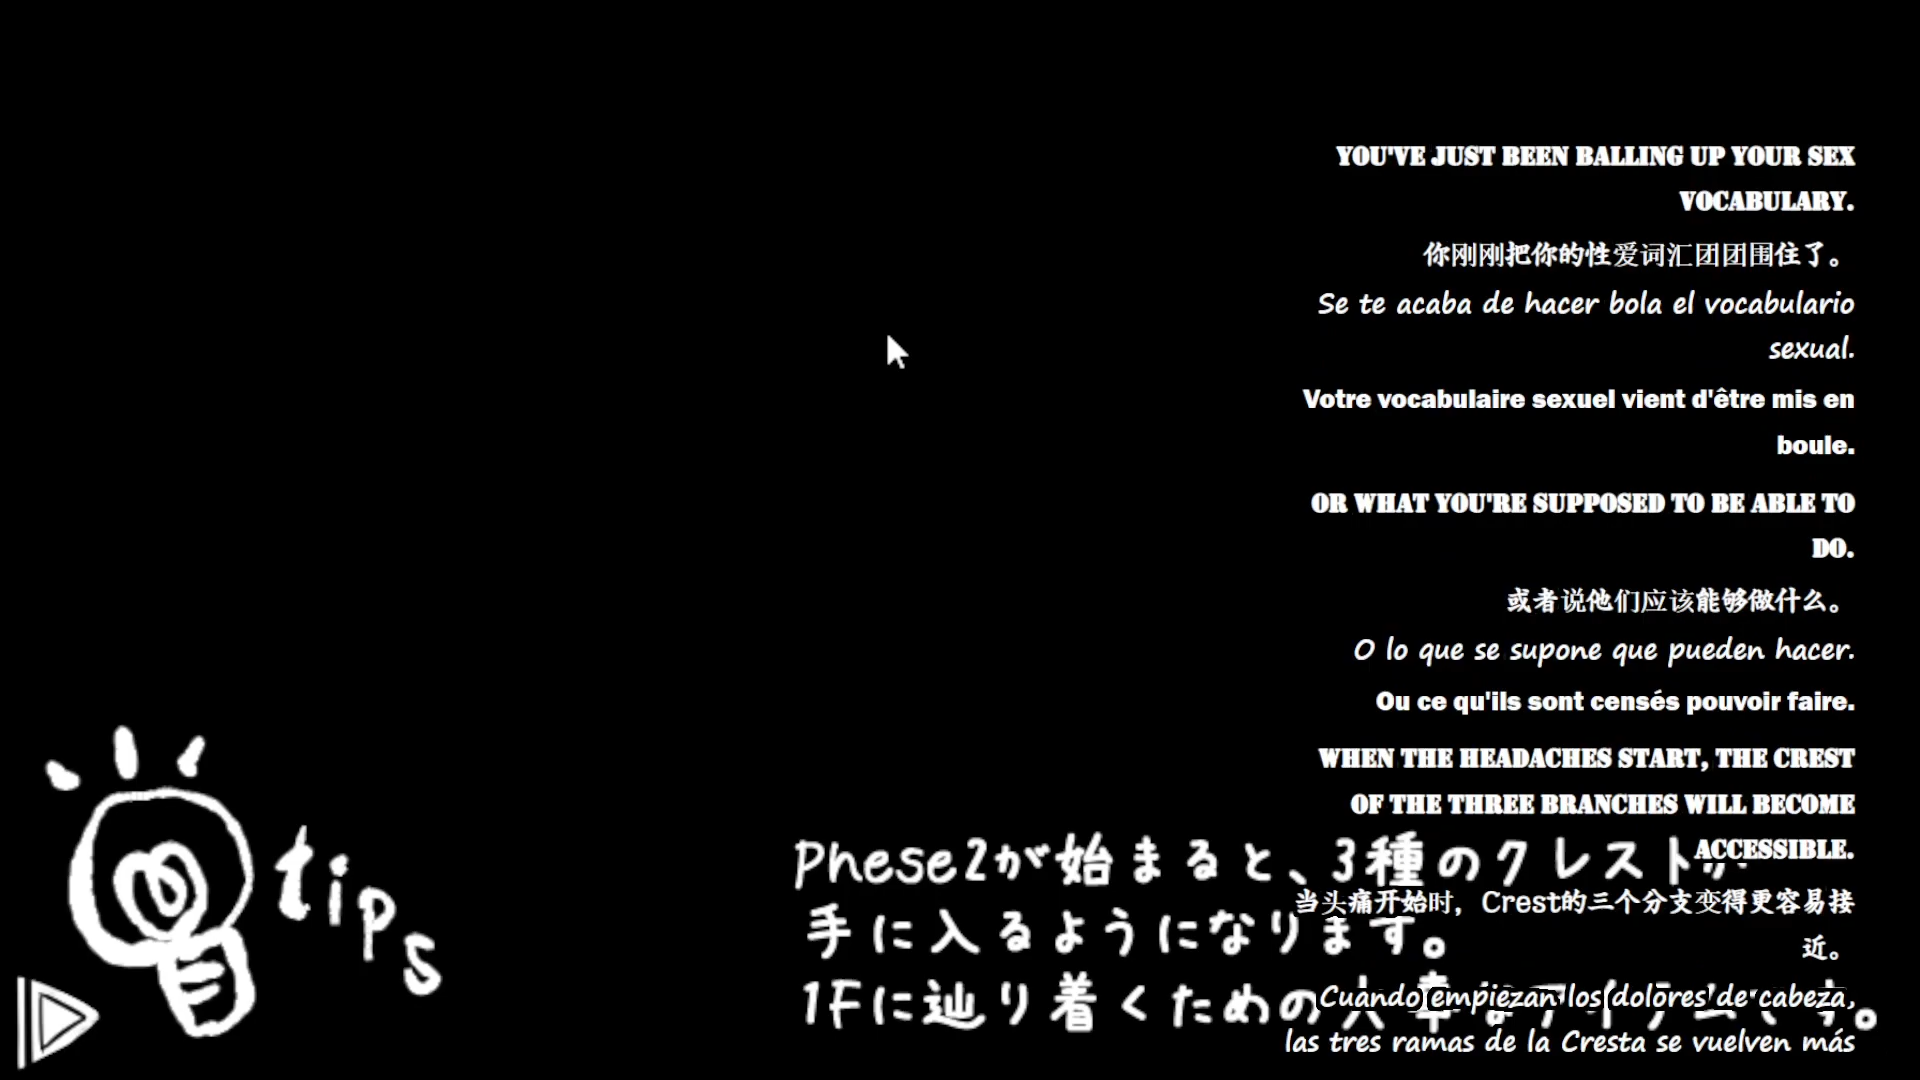 YOU'VE JUST BEEN BALLING UP YOUR SEX
VOCABULARY.
你刚刚把你的性爱词汇团团围住了。
Se te acaba de hacer bola el vocabulario
sexual.
Votre vocabulaire sexuel vient d'être mis en
boule.
OR WHAT YOU'RE SUPPOSED TO BE ABLE TO
DO.
或者说他们应该能够做什么。
O lo que se supone que pueden hacer.
Ou ce qu'ils sont censés pouvoir faire.
WHEN THE HEADACHES START, THE CREST
OF THE THREE BRANCHES WILL BECOME
ACCESSIBLE.
当头痛开始时，Crest的三个分支变得更容易接
近。
Cuando empiezan los dolores de cabeza,
las tres ramas de la Cresta se vuelven más
tips
Phese2が始まると、3種のクレストが
手に入るようになります。
1Fに辿り着くための